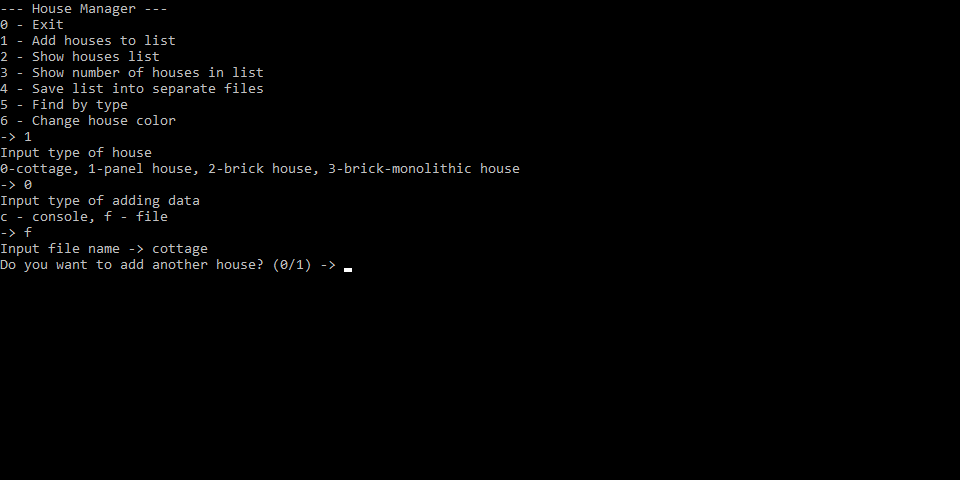 --- House Manager ---
0 - Exit
1 - Add houses to list
2 - Show houses list
3 - Show number of houses in list
4 - Save list into separate files
5 - Find by type
6 - Change house color
-> 1
Input type of house
0-cottage, 1-panel house, 2-brick house, 3-brick-monolithic house
-> 0
Input type of adding data
c - console, f - file
-> f
Input file name -> cottage
Do you want to add another house? (0/1) ->